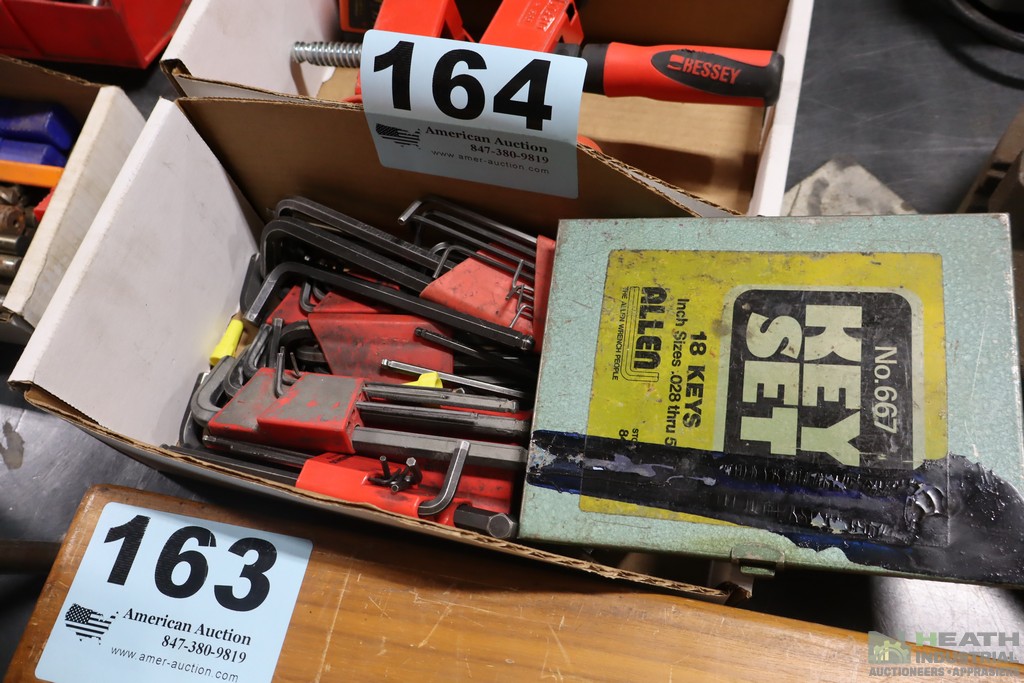 164
American Auction
847-380-9819
www.amer-auction.com
BESSEY
No.667
KEY
SET
18 KEYS
Inch Sizes .028 thru 5
ALLEN
THE ALLEN WRENCH PEOPLE
163
American Auction
847-380-9819
www.amer-auction.com
HEATH
INDUSTRIAL
AUCTIONEERS • APPRAISERS